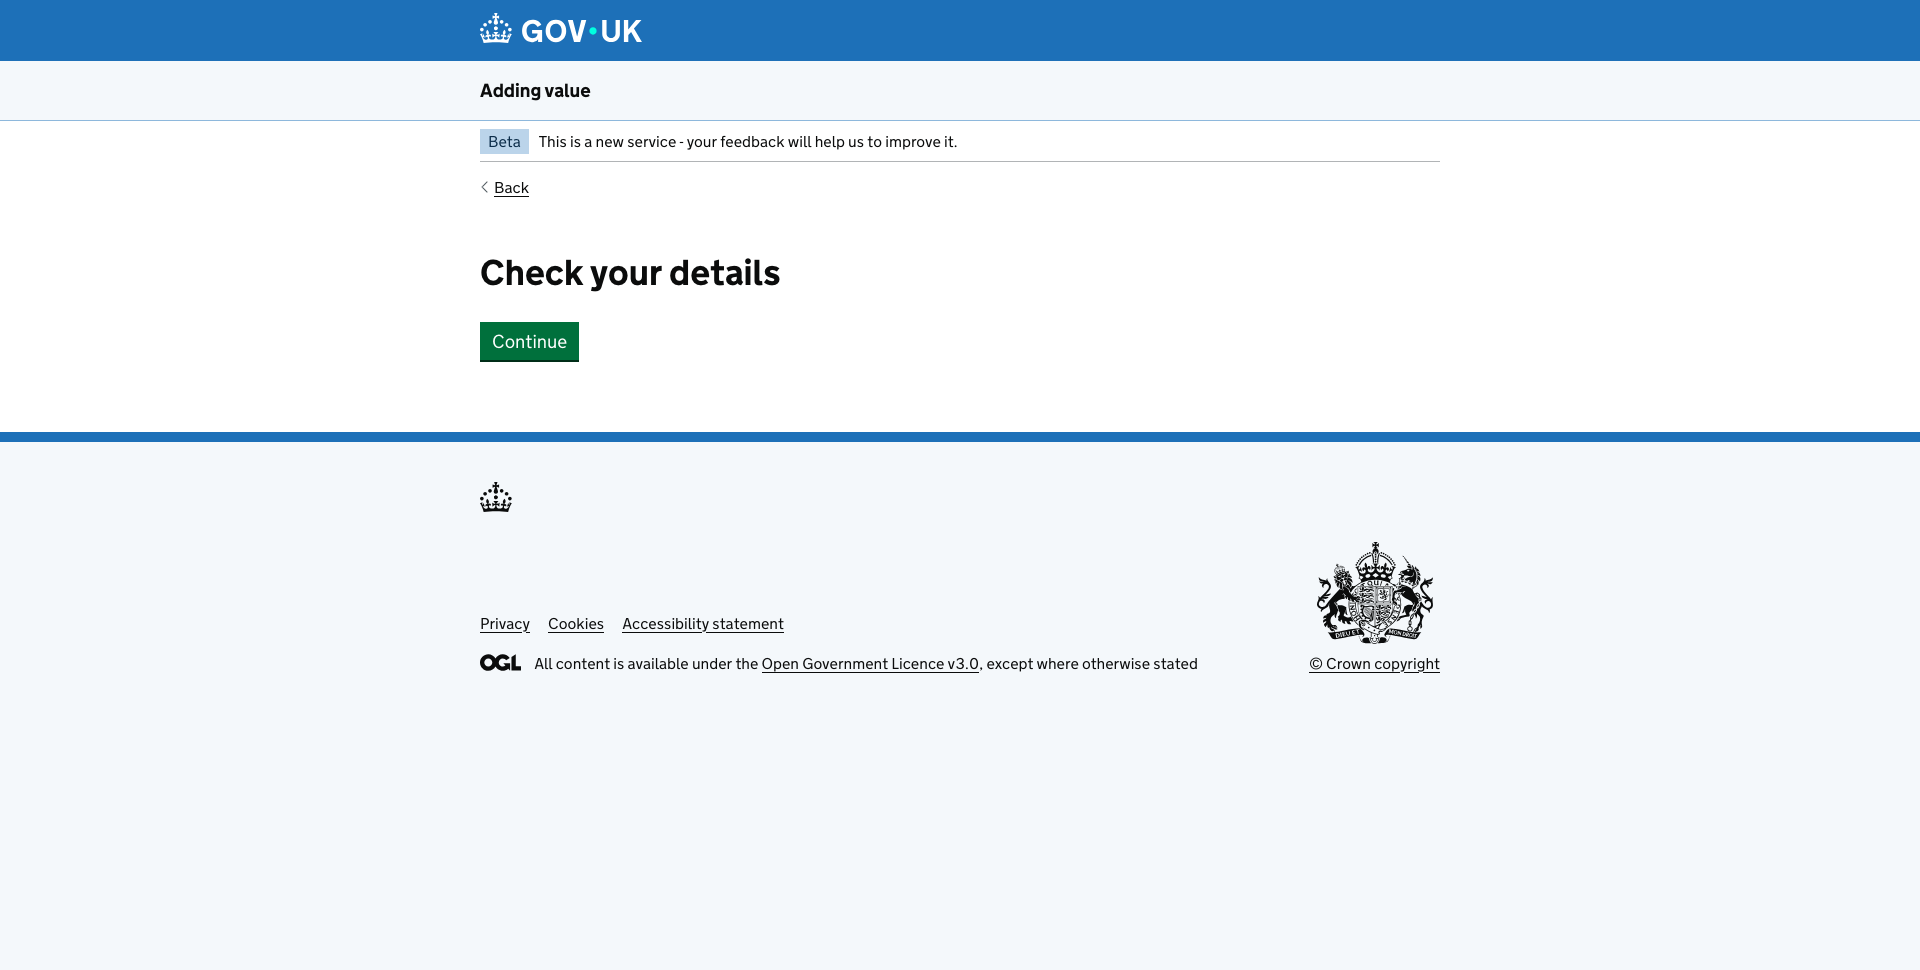 GOV·UK
Adding value
Beta This is a new service - your feedback will help us to improve it.
Back
Check your details
Continue
Privacy Cookies Accessibility statement
OGL All content is available under the Open Government Licence v3.0, except where otherwise stated
QUI
DIEU ET MON DROIT
© Crown copyright